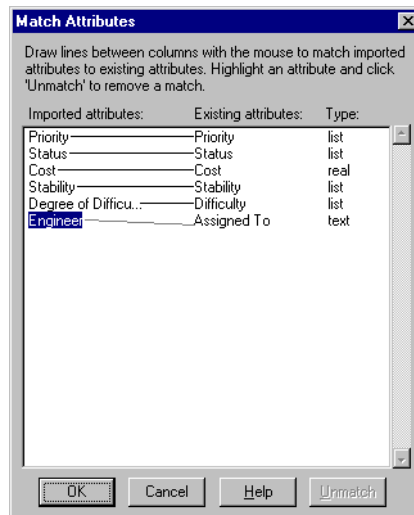 Match Attributes
Draw lines between columns with the mouse to match imported
attributes to existing attributes. Highlight an attribute and click
'Unmatch' to remove a match.
Imported attributes: Existing attributes: Type:
Priority Priority list
Status Status list
Cost Cost real
Stability Stability list
Degree of Difficu... Difficulty list
Engineer Assigned To text
OK Cancel Help Unmatch